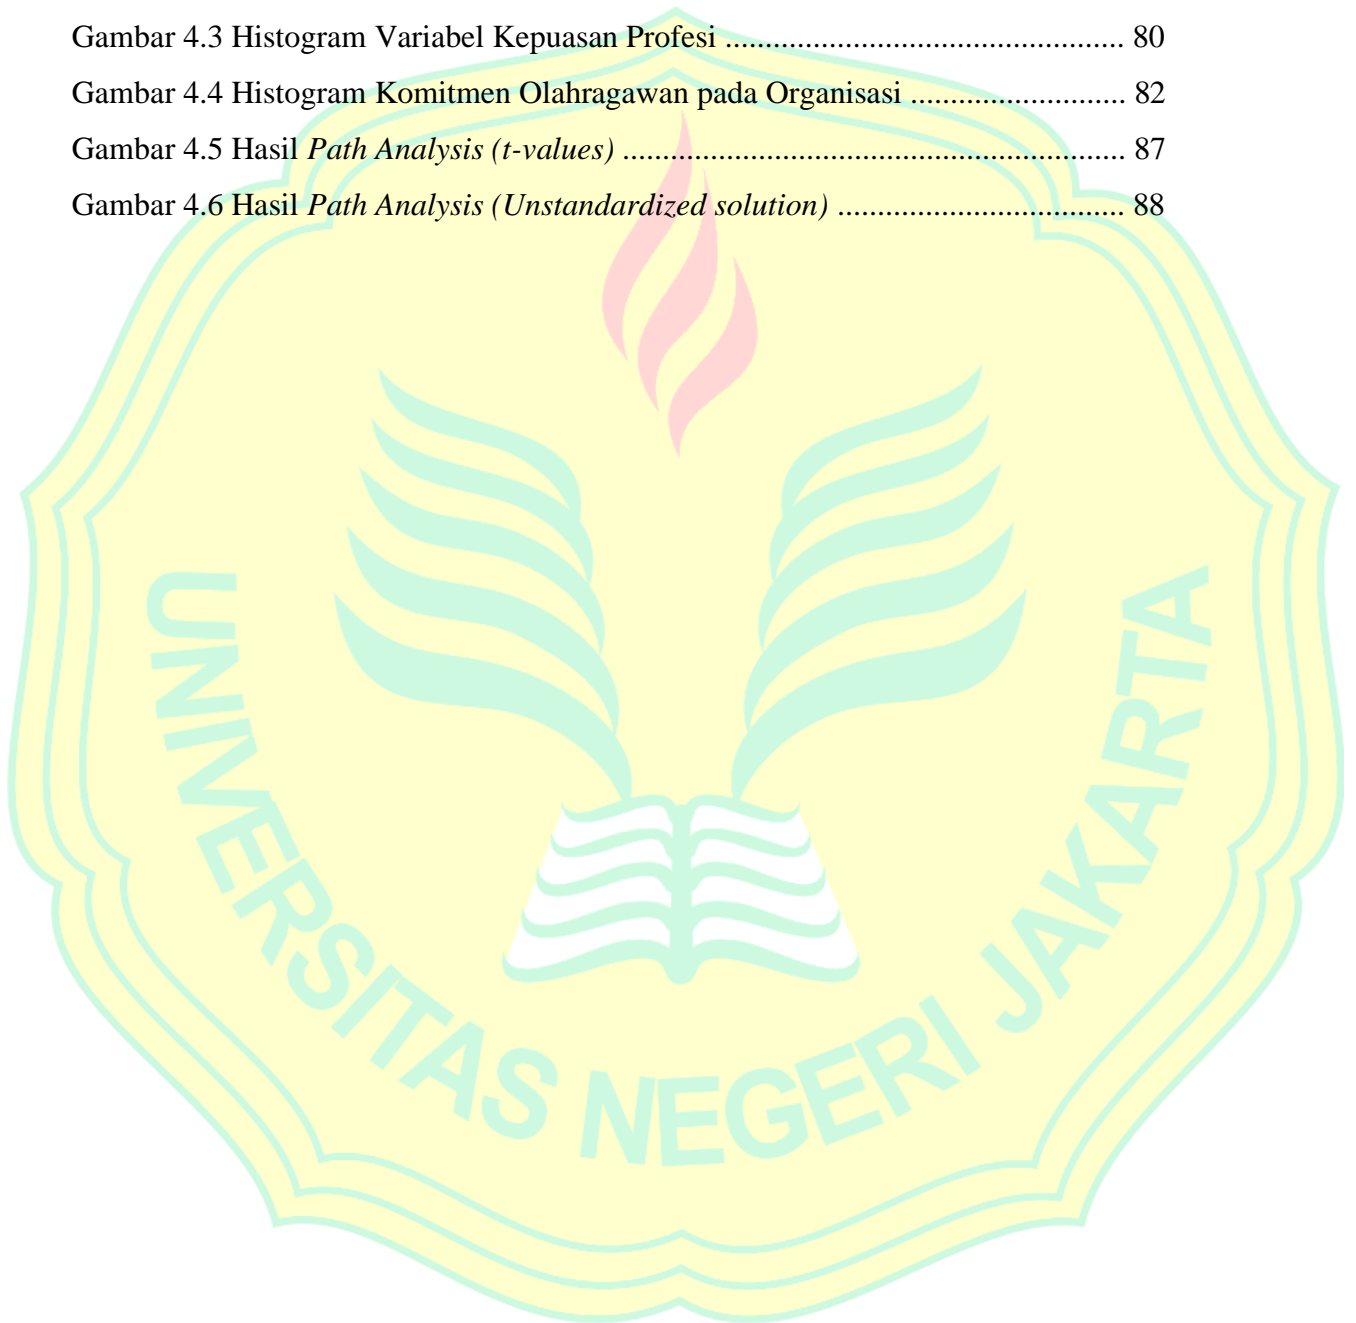 Gambar 4.3 Histogram Variabel Kepuasan Profesi .................................................. 80
Gambar 4.4 Histogram Komitmen Olahragawan pada Organisasi ........................... 82
Gambar 4.5 Hasil Path Analysis (t-values) ............................................................... 87
Gambar 4.6 Hasil Path Analysis (Unstandardized solution) .................................... 88
UNIVERSITAS NEGERI JAKARTA